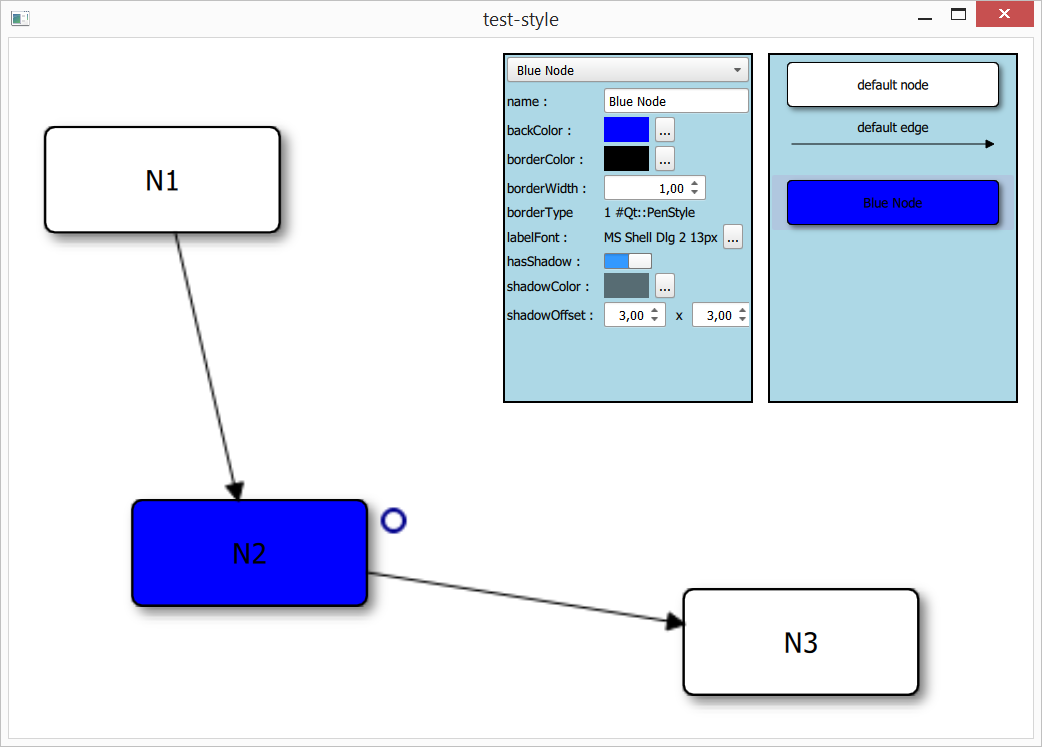 test-style
Blue Node
name : Blue Node
backColor : ...
borderColor : ...
borderWidth : 1,00
borderType 1 #Qt::PenStyle
labelFont : MS Shell Dlg 2 13px ...
hasShadow :
shadowColor : ...
shadowOffset : 3,00 x 3,00
default node
default edge
Blue Node
N1
N2
N3